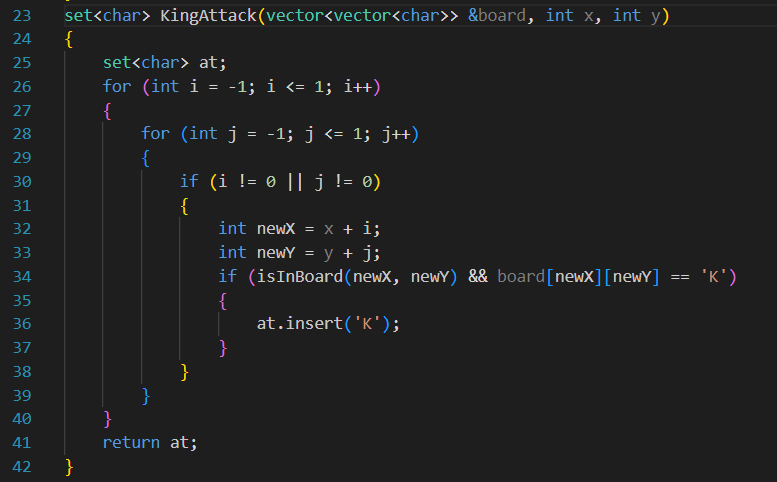 23 set<char> KingAttack(vector<vector<char>> &board, int x, int y)
24 {
25     set<char> at;
26     for (int i = -1; i <= 1; i++)
27     {
28         for (int j = -1; j <= 1; j++)
29         {
30             if (i != 0 || j != 0)
31             {
32                 int newX = x + i;
33                 int newY = y + j;
34                 if (isInBoard(newX, newY) && board[newX][newY] == 'K')
35                 {
36                     at.insert('K');
37                 }
38             }
39         }
40     }
41     return at;
42 }